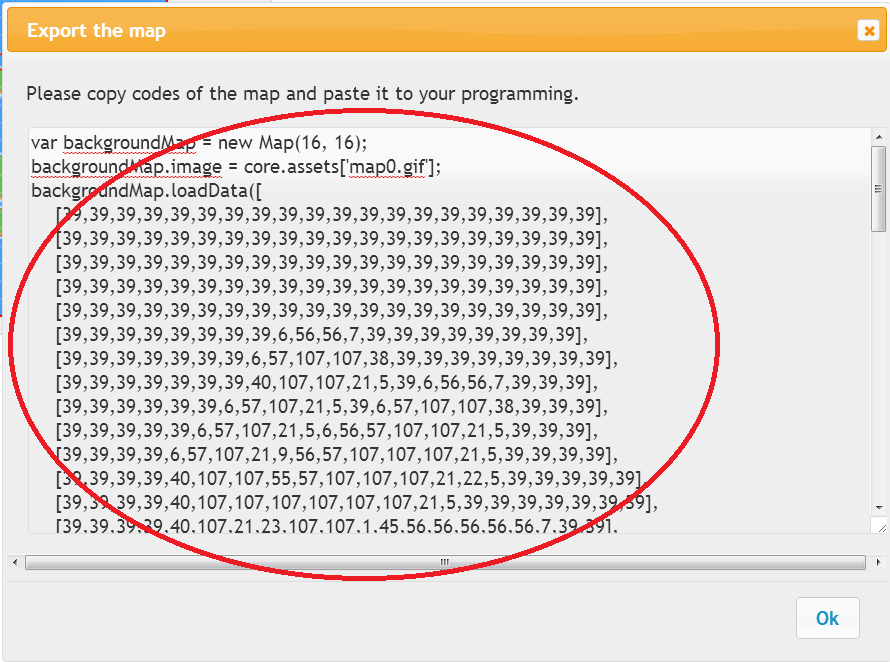 Export the map
Please copy codes of the map and paste it to your programming.
var backgroundMap = new Map(16, 16);
backgroundMap.image = core.assets['map0.gif'];
backgroundMap.loadData([
[39,39,39,39,39,39,39,39,39,39,39,39,39,39,39,39,39,39,39,39],
[39,39,39,39,39,39,39,39,39,39,39,39,39,39,39,39,39,39,39,39],
[39,39,39,39,39,39,39,39,39,39,39,39,39,39,39,39,39,39,39,39],
[39,39,39,39,39,39,39,39,39,39,39,39,39,39,39,39,39,39,39,39],
[39,39,39,39,39,39,39,39,39,39,39,39,39,39,39,39,39,39,39,39],
[39,39,39,39,39,39,39,39,6,56,56,7,39,39,39,39,39,39,39,39],
[39,39,39,39,39,39,39,6,57,107,107,38,39,39,39,39,39,39,39,39],
[39,39,39,39,39,39,39,40,107,107,21,5,39,6,56,56,7,39,39,39],
[39,39,39,39,39,39,6,57,107,21,5,39,6,57,107,107,38,39,39,39],
[39,39,39,39,39,6,57,107,21,5,6,56,57,107,107,21,5,39,39,39],
[39,39,39,39,6,57,107,21,9,56,57,107,107,107,21,5,39,39,39,39],
[39,39,39,39,40,107,107,55,57,107,107,107,21,22,5,39,39,39,39,39],
[39,39,39,39,40,107,107,107,107,107,107,21,5,39,39,39,39,39,39,39],
[39,39,39,39,40,107,21,23,107,107,1,45,56,56,56,56,56,7,39,39],
Ok